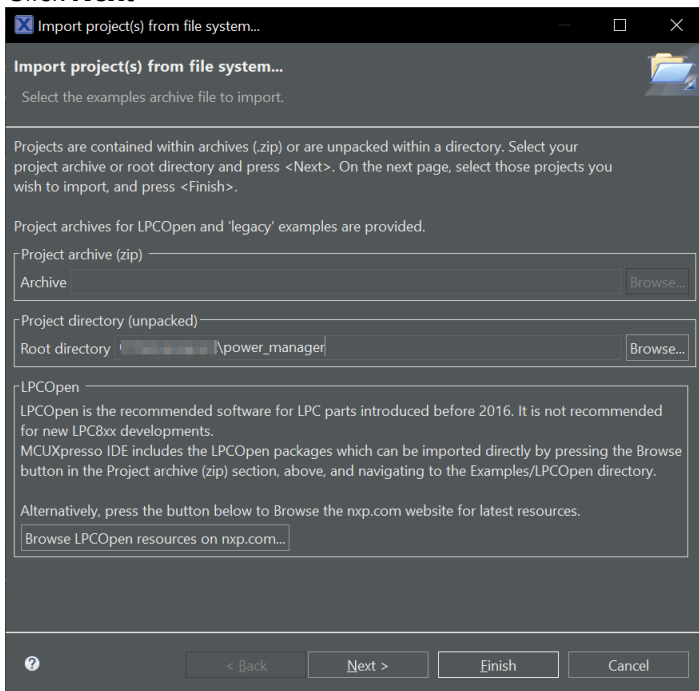 Import project(s) from file system...
Import project(s) from file system...
Select the examples archive file to import.
Projects are contained within archives (.zip) or are unpacked within a directory. Select your
project archive or root directory and press <Next>. On the next page, select those projects you
wish to import, and press <Finish>.
Project archives for LPCOpen and 'legacy' examples are provided.
Project archive (zip)
Archive
Browse...
Project directory (unpacked)
Root directory \power_manager
Browse...
LPCOpen
LPCOpen is the recommended software for LPC parts introduced before 2016. It is not recommended
for new LPC8xx developments.
MCUXpresso IDE includes the LPCOpen packages which can be imported directly by pressing the Browse
button in the Project archive (zip) section, above, and navigating to the Examples/LPCOpen directory.
Alternatively, press the button below to Browse the nxp.com website for latest resources.
Browse LPCOpen resources on nxp.com...
< Back Next > Finish Cancel